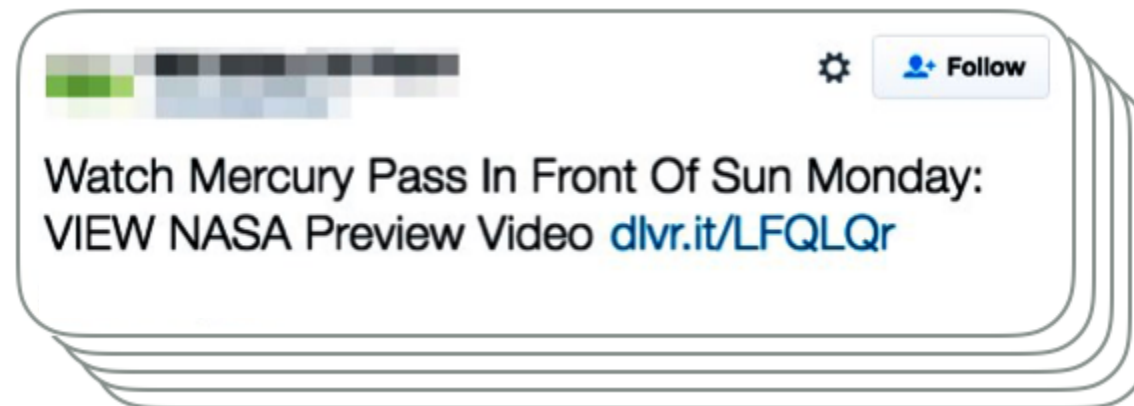 Follow
Watch Mercury Pass In Front Of Sun Monday:
VIEW NASA Preview Video dlvr.it/LFQLQr